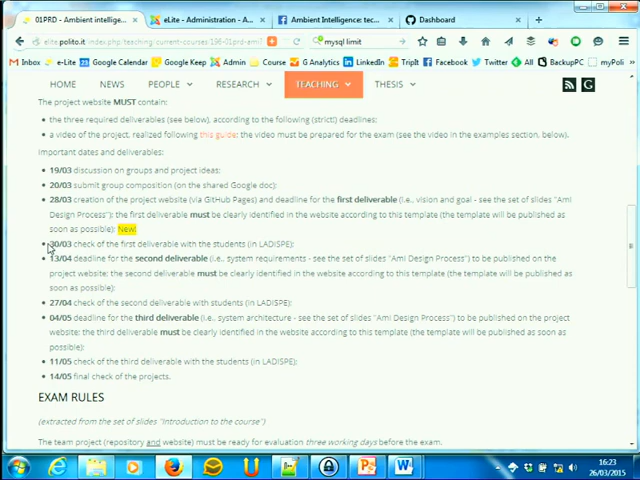 01PRD - Ambient intellige...
eLite - Administration - A...
Ambient Intelligence: tec...
Dashboard
elite.polito.it/index.php/teaching/current-courses/196-01prd-ami
mysql limit
Inbox
e-Lite
Google Calendar
Google Keep
Admin
G Analytics
LinkedIn
TripIt
Facebook
Twitter
All
BackupPC
myPoli
HOME
NEWS
PEOPLE
RESEARCH
TEACHING
THESIS
The project website MUST contain:
the three required deliverables (see below), according to the following (strict!) deadlines;
a video of the project, realized following this guide: the video must be prepared for the exam (see the video in the examples section, below).
Important dates and deliverables:
19/03 discussion on groups and project ideas;
20/03 submit group composition (on the shared Google doc);
28/03 creation of the project website (via GitHub Pages) and deadline for the first deliverable (i.e., vision and goal - see the set of slides "AmI
Design Process"): the first deliverable must be clearly identified in the website according to this template (the template will be published as
soon as possible); New!
30/03 check of the first deliverable with the students (in LADISPE);
13/04 deadline for the second deliverable (i.e., system requirements - see the set of slides "AmI Design Process") to be published on the
project website: the second deliverable must be clearly identified in the website according to this template (the template will be published as
soon as possible);
27/04 check of the second deliverable with students (in LADISPE);
04/05 deadline for the third deliverable (i.e., system architecture - see the set of slides "AmI Design Process") to be published on the project
website: the third deliverable must be clearly identified in the website according to this template (the template will be published as soon as
possible);
11/05 check of the third deliverable with the students (in LADISPE);
14/05 final check of the projects.
EXAM RULES
(extracted from the set of slides "Introduction to the course")
The team project (repository and website) must be ready for evaluation three working days before the exam.
16:23
26/03/2015